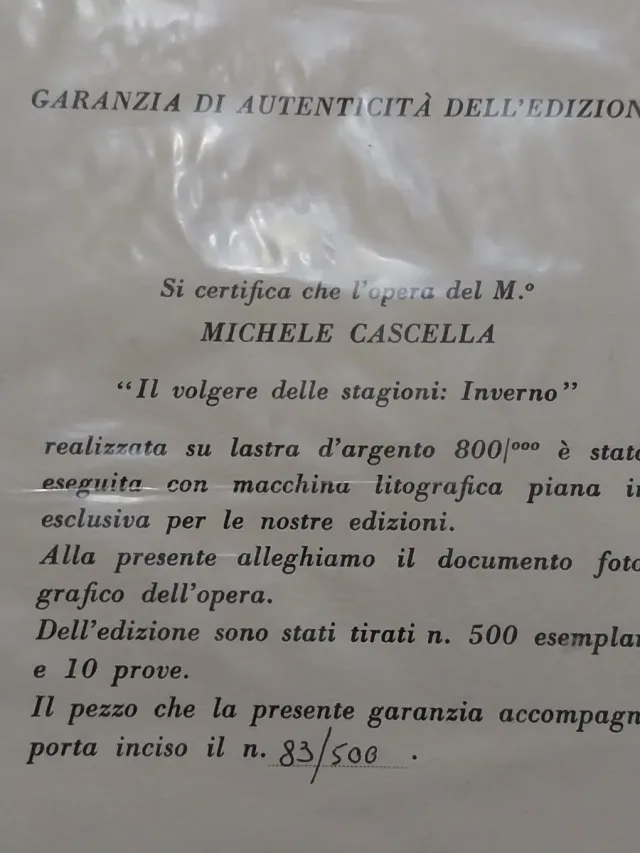 GARANZIA DI AUTENTICITÀ DELL'EDIZION
Si certifica che l'opera del M.º
MICHELE CASCELLA
“Il volgere delle stagioni: Inverno”
realizzata su lastra d'argento 800/ººº è stat
eseguita con macchina litografica piana i
esclusiva per le nostre edizioni.
Alla presente alleghiamo il documento foto
grafico dell'opera.
Dell'edizione sono stati tirati n. 500 esempla
e 10 prove.
Il pezzo che la presente garanzia accompagn
porta inciso il n. 83/500 .